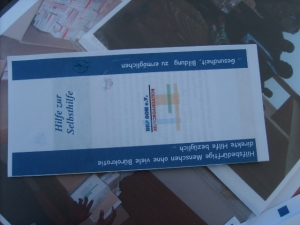 Hilfsbedürftige Menschen ohne viele Bürokratie
direkte Hilfe bezüglich ..
Hilfe zur
Selbsthilfe
.. Gesundheit, Bildung zu ermöglichen